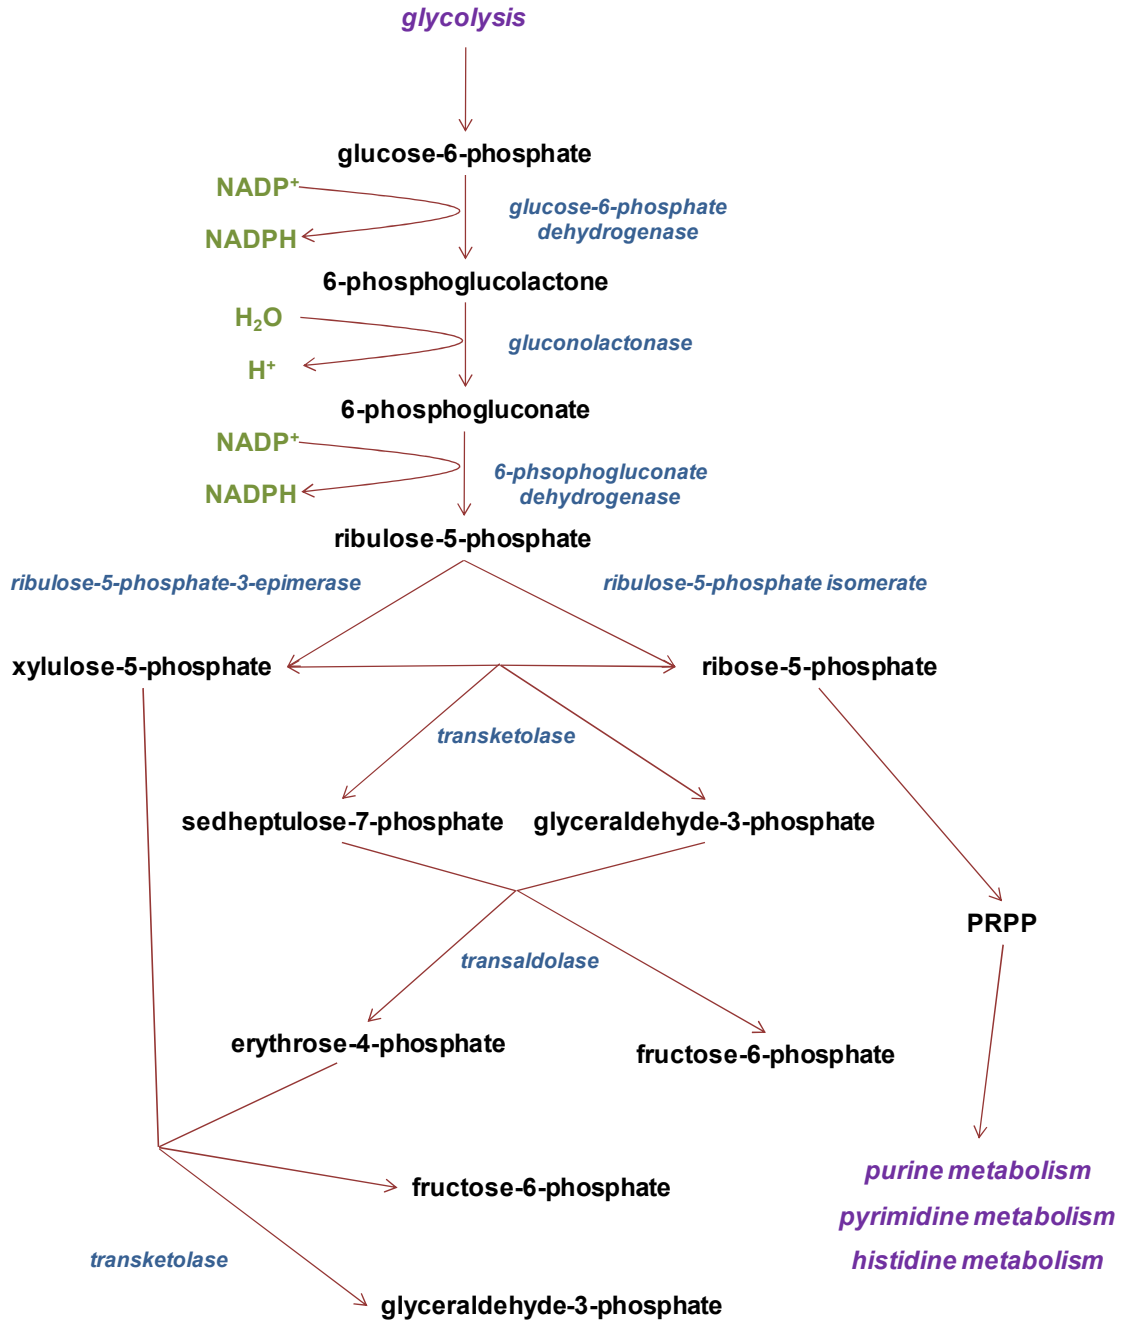 glycolysis
glucose-6-phosphate
NADP⁺
glucose-6-phosphate
dehydrogenase
NADPH
6-phosphoglucolactone
H₂O
gluconolactonase
H⁺
6-phosphogluconate
NADP⁺
6-phsophogluconate
dehydrogenase
NADPH
ribulose-5-phosphate
ribulose-5-phosphate-3-epimerase
ribulose-5-phosphate isomerate
xylulose-5-phosphate
ribose-5-phosphate
transketolase
sedheptulose-7-phosphate
glyceraldehyde-3-phosphate
PRPP
transaldolase
erythrose-4-phosphate
fructose-6-phosphate
purine metabolism
fructose-6-phosphate
pyrimidine metabolism
transketolase
histidine metabolism
glyceraldehyde-3-phosphate